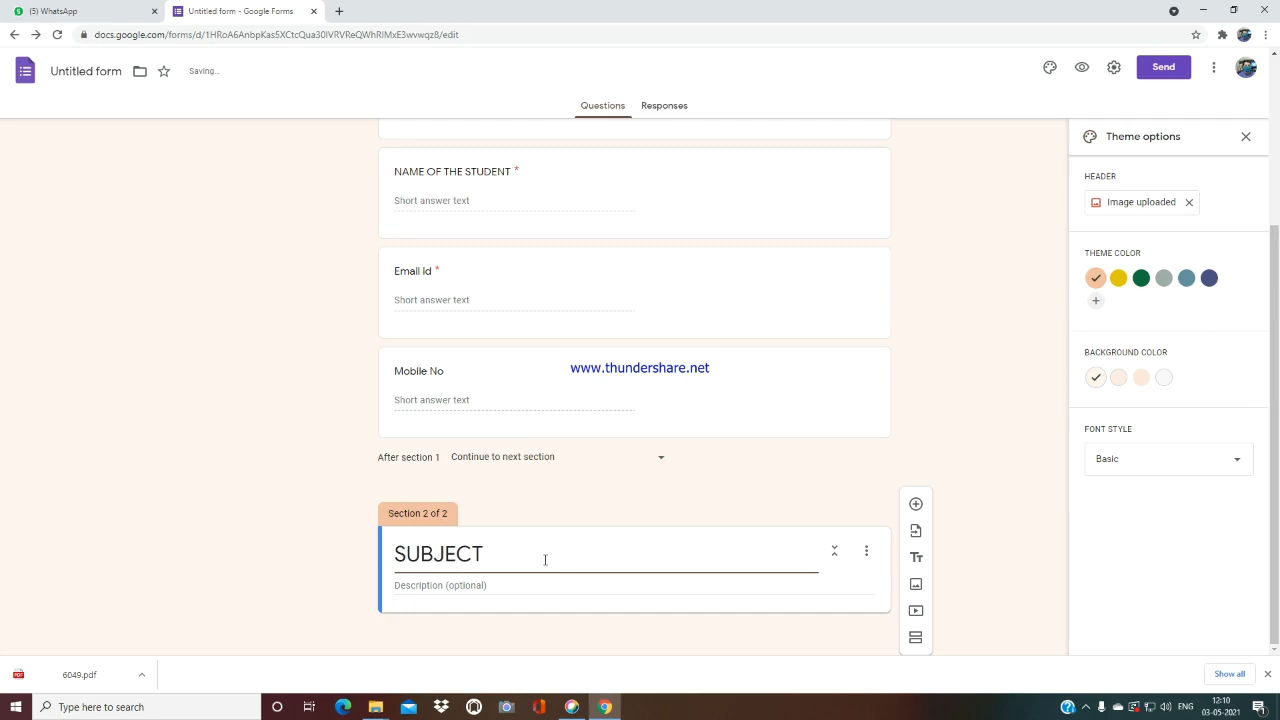 (5) WhatsApp
Untitled form - Google Forms
docs.google.com/forms/d/1HRoA6AnbpKas5XCtcQua30IVRVReQWhRlMxE3wvwqz8/edit
Untitled form
Saving...
Send
Questions
Responses
Theme options
HEADER
Image uploaded
THEME COLOR
BACKGROUND COLOR
FONT STYLE
Basic
NAME OF THE STUDENT *
Short answer text
Email id *
Short answer text
Mobile No
www.thundershare.net
Short answer text
After section 1 Continue to next section
Section 2 of 2
SUBJECT
Description (optional)
Tт
PDF
6049.pdf
Show all
Type here to search
12:10
03-05-2021